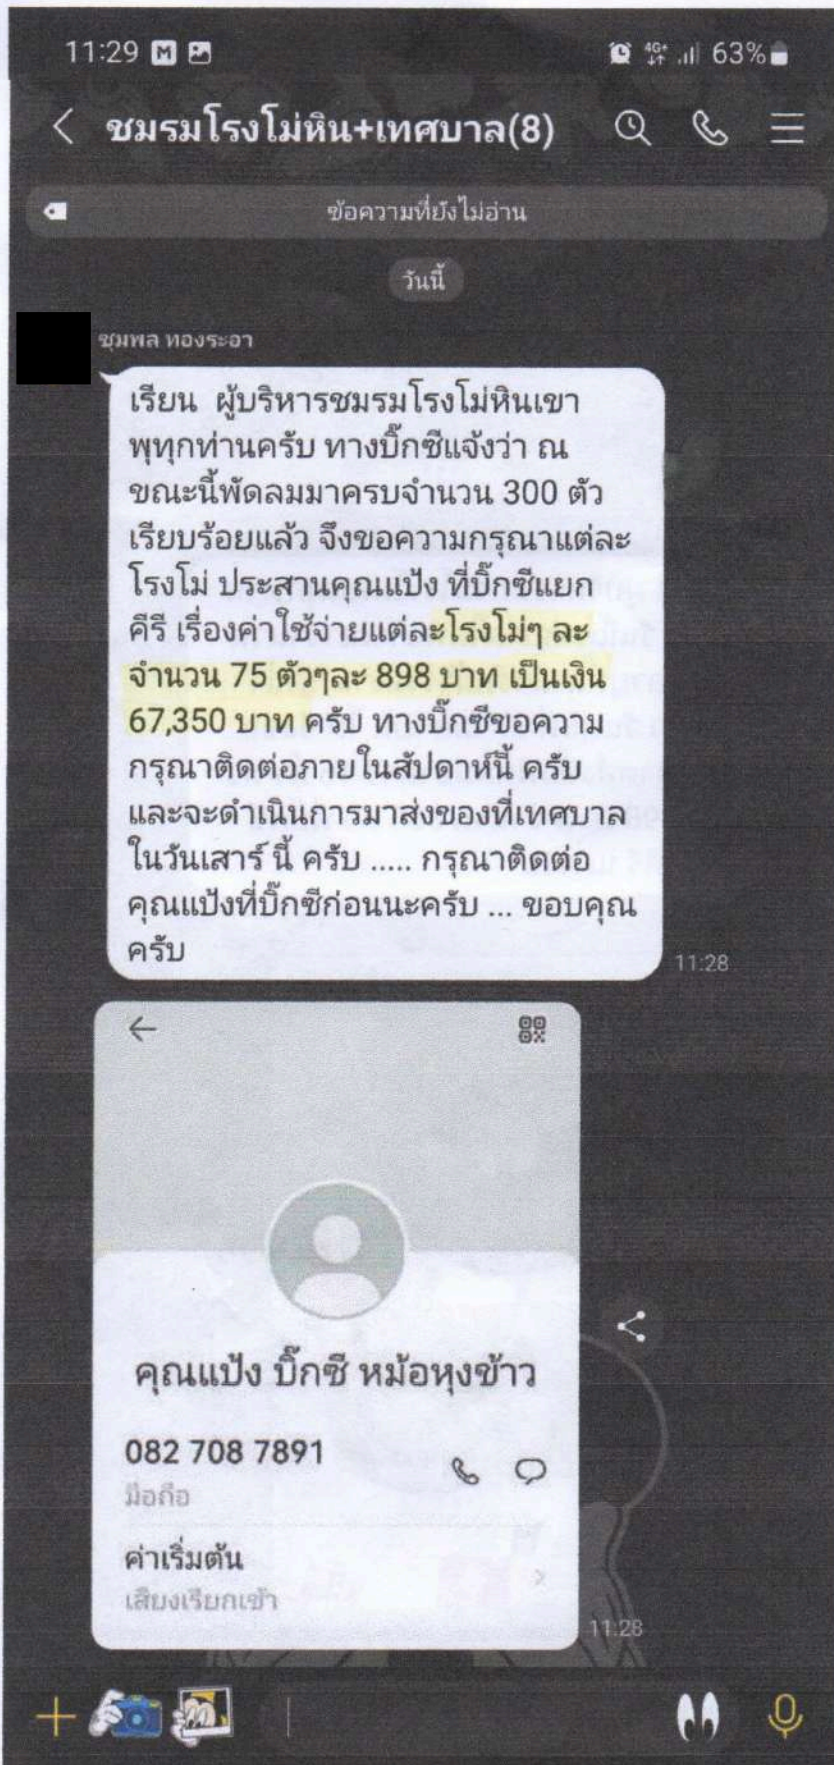 11:29
4G+ 63%
ชมรมโรงโม่หิน+เทศบาล(8)
ข้อความที่ยังไม่อ่าน
วันนี้
ชุมพล ทองระอา
เรียน ผู้บริหารชมรมโรงโม่หินเขา
พุทุกท่านครับ ทางบิ๊กซีแจ้งว่า ณ
ขณะนี้พัดลมมาครบจำนวน 300 ตัว
เรียบร้อยแล้ว จึงขอความกรุณาแต่ละ
โรงโม่ ประสานคุณแป้ง ที่บิ๊กซีแยก
คีรี เรื่องค่าใช้จ่ายแต่ละโรงโม่ๆ ละ
จำนวน 75 ตัวๆละ 898 บาท เป็นเงิน
67,350 บาท ครับ ทางบิ๊กซีขอความ
กรุณาติดต่อภายในสัปดาห์นี้ ครับ
และจะดำเนินการมาส่งของที่เทศบาล
ในวันเสาร์ นี้ ครับ ..... กรุณาติดต่อ
คุณแป้งที่บิ๊กซีก่อนนะครับ ... ขอบคุณ
ครับ
11:28
คุณแป้ง บิ๊กซี หม้อหุงข้าว
082 708 7891
มือถือ
ค่าเริ่มต้น
เสียงเรียกเข้า
11:28